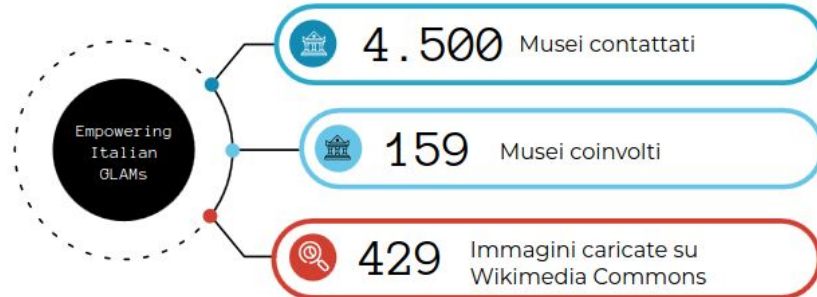 Empowering
Italian
GLAMs
4.500 Musei contattati
159 Musei coinvolti
429 Immagini caricate su
Wikimedia Commons